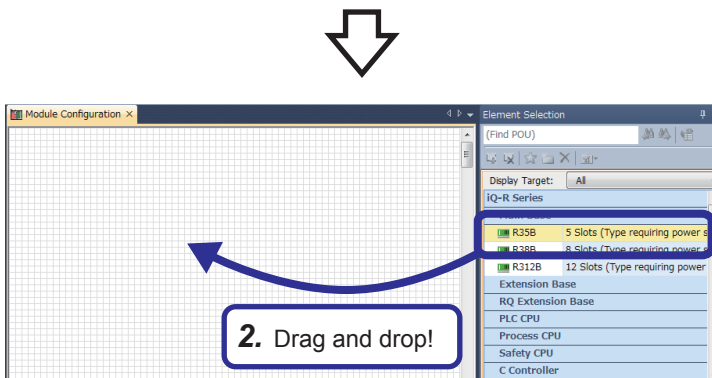 Module Configuration ×
Element Selection
(Find POU)
Display Target: All
iQ-R Series
Main Base
R35B 5 Slots (Type requiring power s
R38B 8 Slots (Type requiring power s
R312B 12 Slots (Type requiring power
Extension Base
RQ Extension Base
PLC CPU
Process CPU
Safety CPU
C Controller
2. Drag and drop!